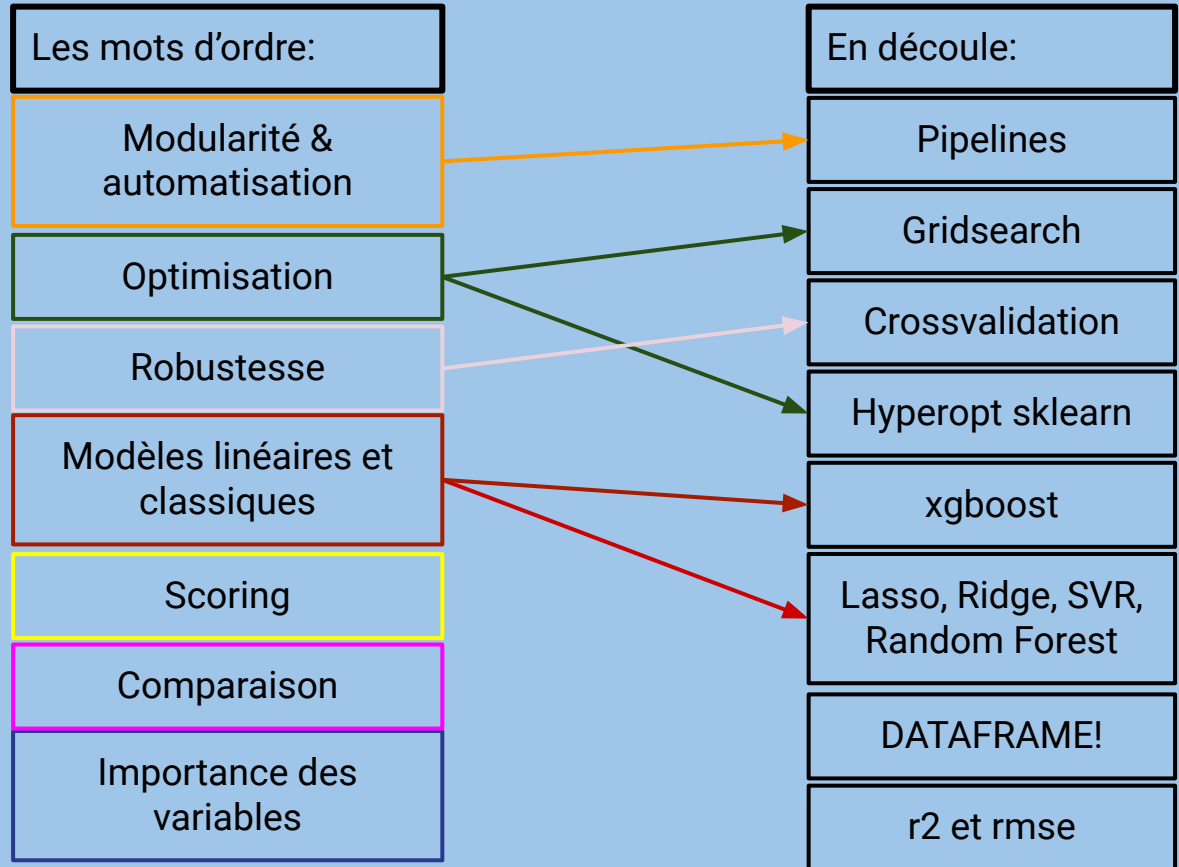 Les mots d’ordre:
Modularité &
automatisation
Optimisation
Robustesse
Modèles linéaires et
classiques
Scoring
Comparaison
Importance des
variables
En découle:
Pipelines
Gridsearch
Crossvalidation
Hyperopt sklearn
xgboost
Lasso, Ridge, SVR,
Random Forest
DATAFRAME!
r2 et rmse